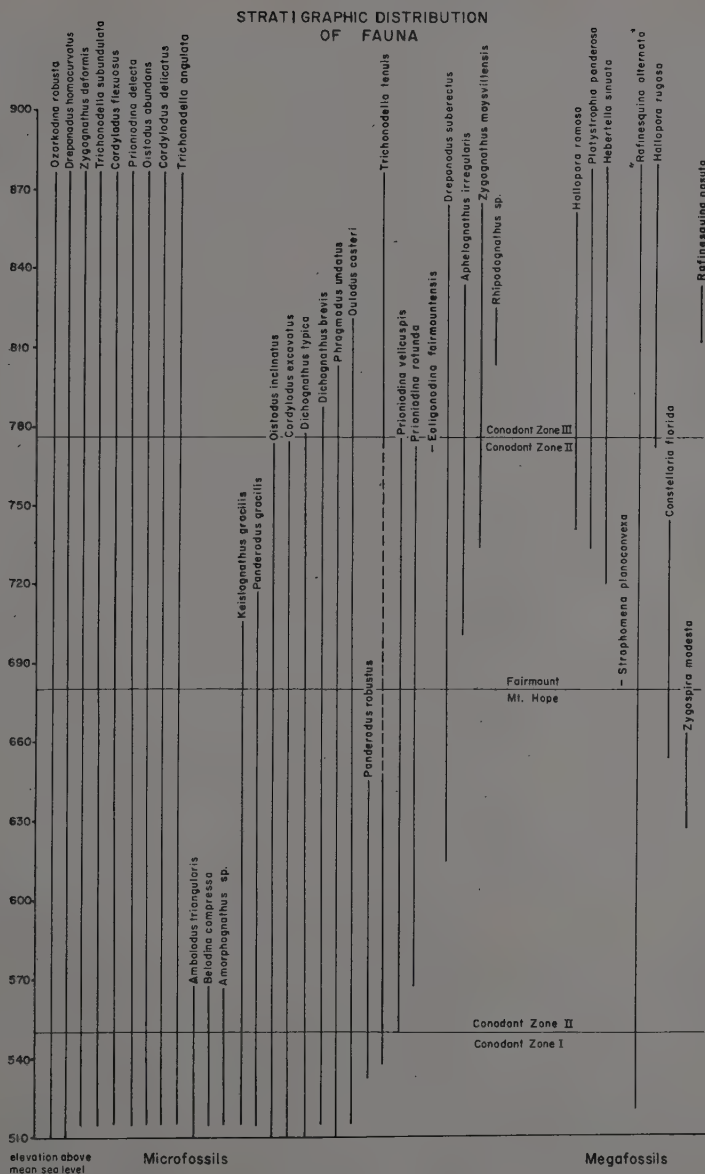 STRATIGRAPHIC DISTRIBUTION
OF FAUNA
900
870
840
810
780
750
720
690
660
630
600
570
540
510
Ozarkodina robusta
Drepanodus homocurvatus
Zygognathus deformis
Trichonodella subundulata
Cordylodus flexuosus
Prioniodina delecta
Oistodus abundans
Cordylodus delicatus
Trichonodella angulata
Ambalodus triangularis
Belodina compressa
Amorphognathus sp.
Keislognathus gracilis
Panderodus gracilis
Oistodus inclinatus
Cordylodus excavatus
Dichognathus typica
Dichognathus brevis
Phragmodus undatus
Oulodus casteri
Panderodus robustus
Trichonodella tenuis
Prioniodina velicuspis
Prioniodina rotunda
Eoligonodina fairmountensis
Drepanodus suberectus
Aphelognathus irregularis
Zygognathus maysvillensis
Rhipidognathus sp.
Hallopora ramosa
Platystrophia ponderosa
Hebertella sinuata
Strophomena planoconvexa
"Rafinesquina alternata"
Hallopora rugosa
Constellaria florida
Zygospira modesta
Rafinesquina nasuta
Conodont Zone III
Conodont Zone II
Fairmount
Mt. Hope
Conodont Zone II
Conodont Zone I
elevation above
mean sea level
Microfossils
Megafossils